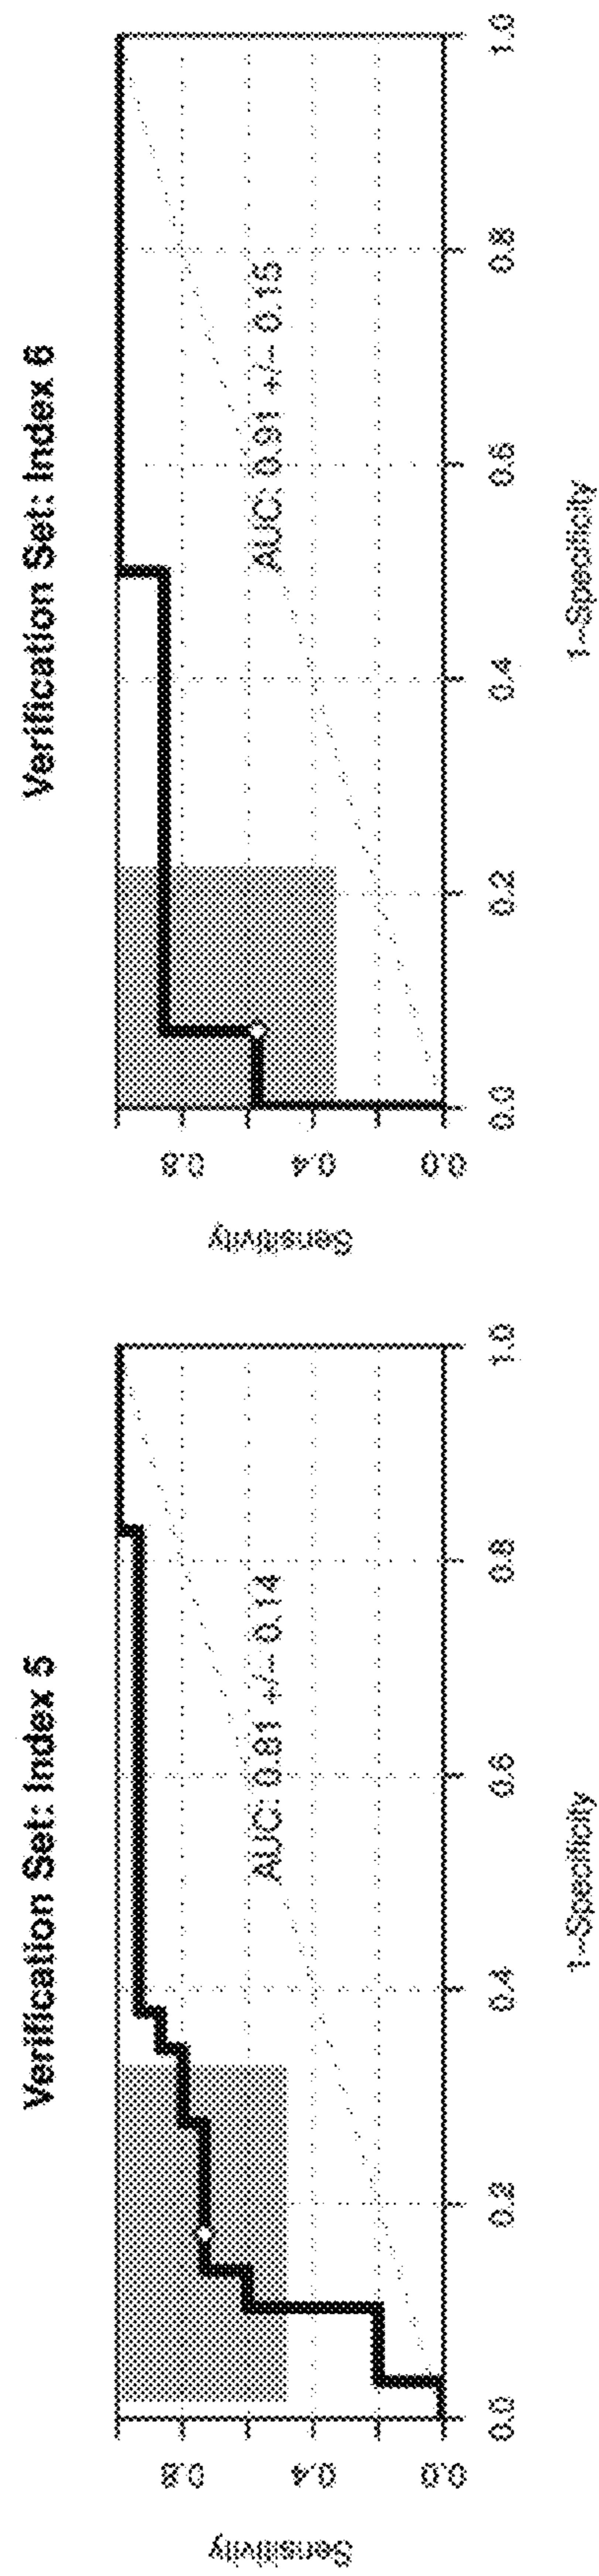 Verification Set: Index 5
Sensitivity
0.8
0.4
0.0
AUC: 0.81 +/- 0.14
0.0
0.2
0.4
0.6
0.8
1.0
1-Specificity
Verification Set: Index 6
Sensitivity
0.8
0.4
0.0
AUC: 0.91 +/- 0.15
0.0
0.2
0.4
0.6
0.8
1.0
1-Specificity